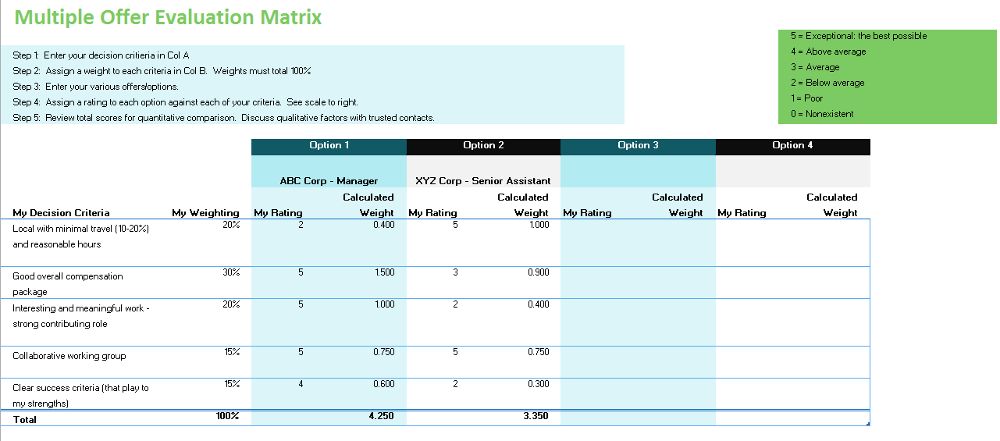 Multiple Offer Evaluation Matrix
5 = Exceptional: the best possible
4 = Above average
3 = Average
2 = Below average
1 = Poor
0 = Nonexistent
Step 1:  Enter your decision critieria in Col A
Step 2:  Assign a weight to each criteria in Col B.  Weights must total 100%
Step 3:  Enter your various offers/options.
Step 4:  Assign a rating to each option against each of your criteria.  See scale to right.
Step 5:  Review total scores for quantitative comparison.  Discuss qualitative factors with trusted contacts.
Option 1 Option 2 Option 3 Option 4
ABC Corp - Manager XYZ Corp - Senior Assistant
Calculated Calculated Calculated Calculated
My Decision Criteria My Weighting My Rating Weight My Rating Weight My Rating Weight My Rating Weight
Local with minimal travel (10-20%) 20% 2 0.400 5 1.000
and reasonable hours
Good overall compensation 30% 5 1.500 3 0.900
package
Interesting and meaningful work - 20% 5 1.000 2 0.400
strong contributing role
Collaborative working group 15% 5 0.750 5 0.750
Clear success criteria (that play to 15% 4 0.600 2 0.300
my strengths)
Total 100% 4.250 3.350